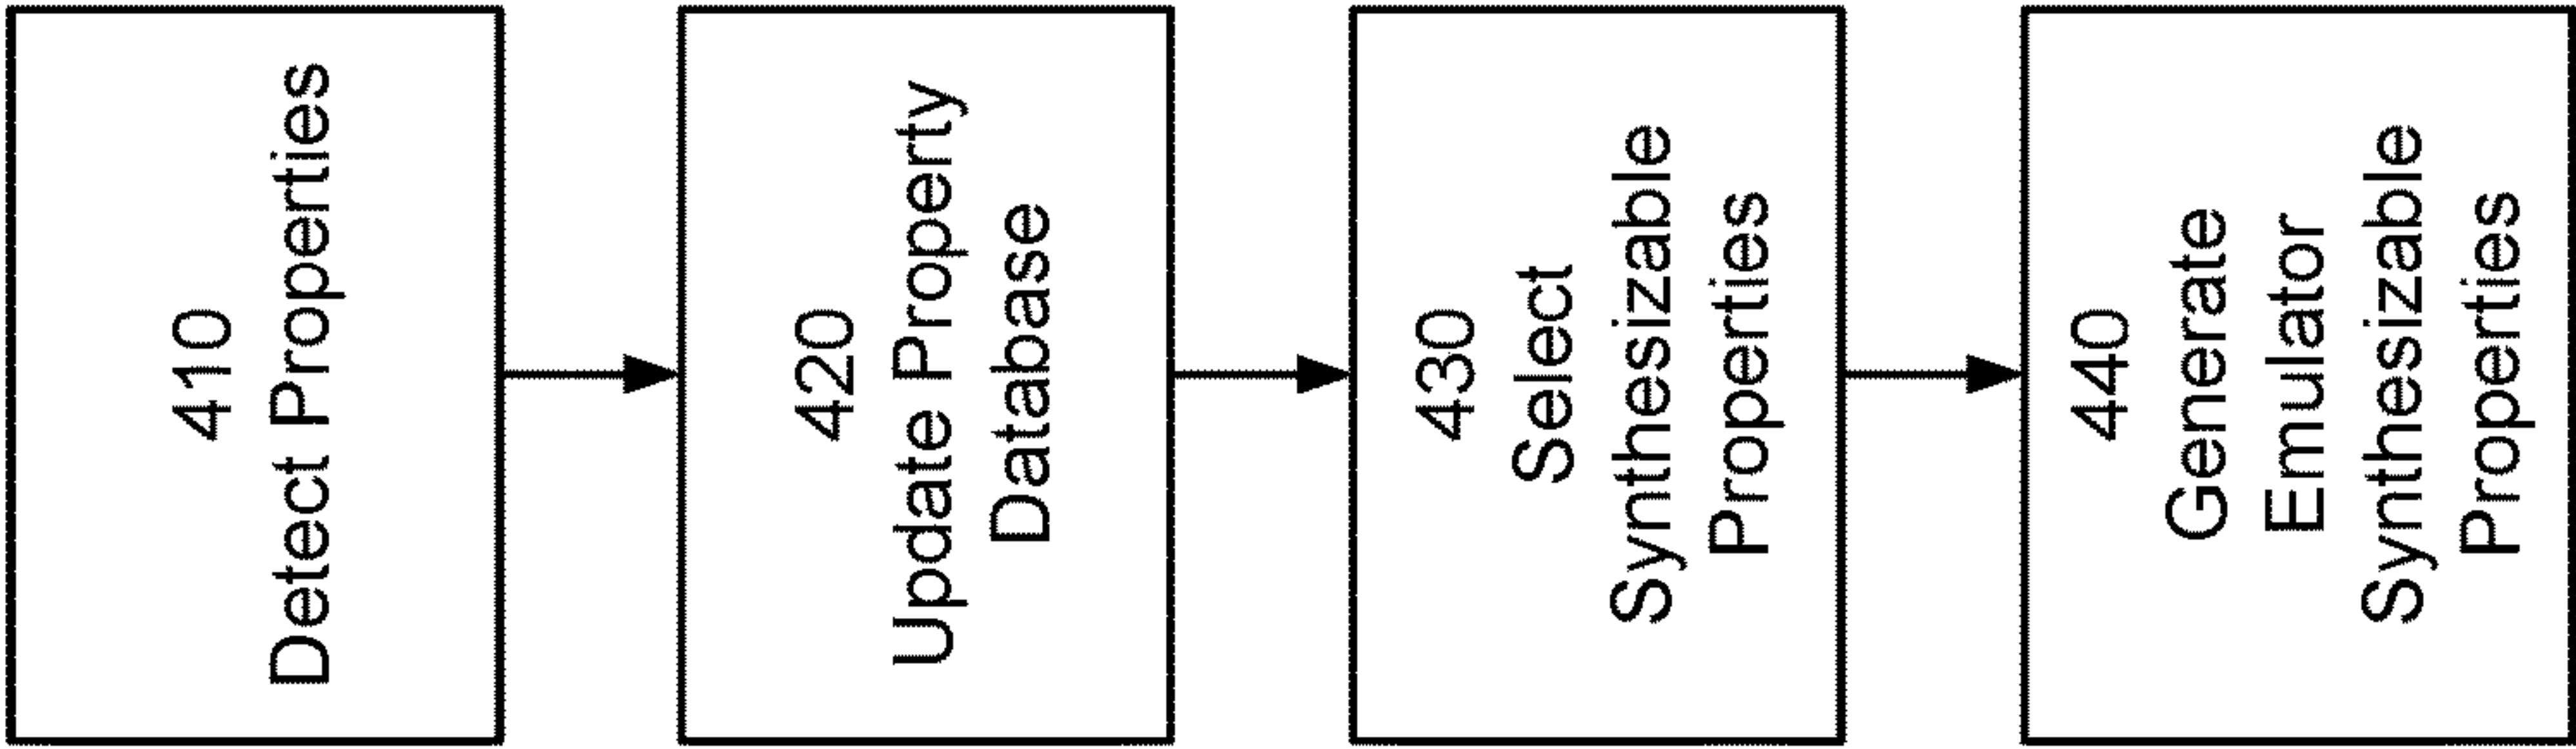 410
Detect Properties
420
Update Property
Database
430
Select
Synthesizable
Properties
440
Generate
Emulator
Synthesizable
Properties